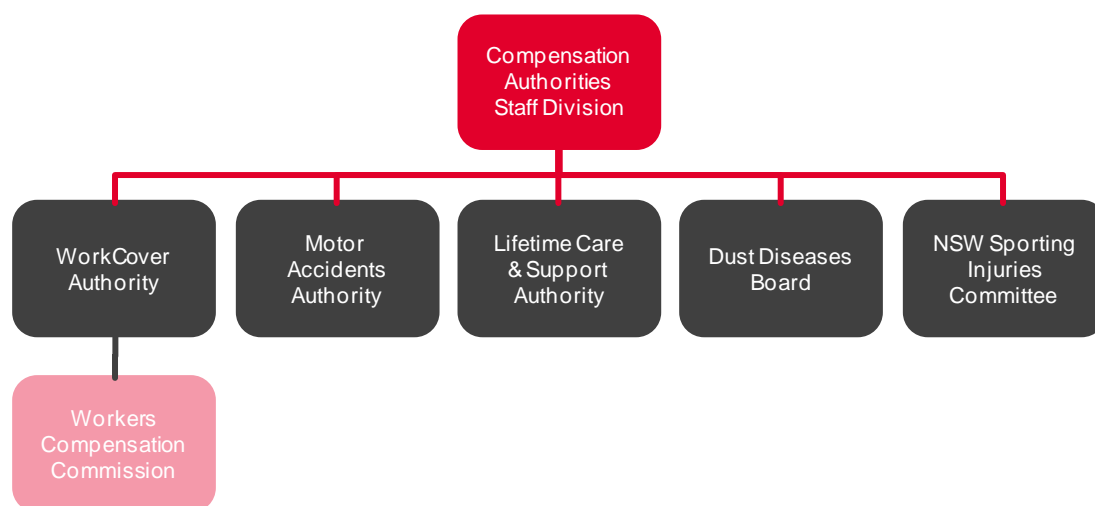 Compensation
Authorities
Staff Division
WorkCover
Authority
Motor
Accidents
Authority
Lifetime Care
& Support
Authority
Dust Diseases
Board
NSW Sporting
Injuries
Committee
Workers
Compensation
Commission